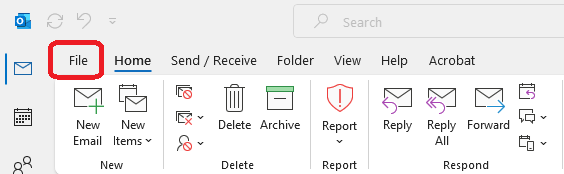 Search
File Home Send / Receive Folder View Help Acrobat
New Email New Items Delete Archive Report Reply Reply All Forward
New Delete Report Respond